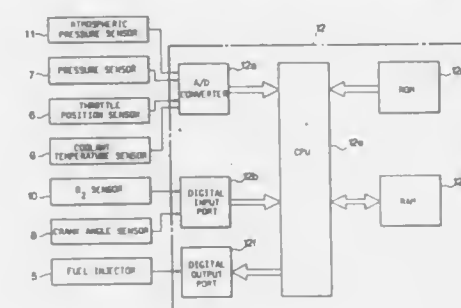 12
ATMOSPHERIC
PRESSURE SENSOR
11
12a
PRESSURE SENSOR
7
A/D
CONVERTER
ROM
THROTTLE
POSITION SENSOR
6
CPU
12e
COOLANT
TEMPERATURE SENSOR
9
12b
O2 SENSOR
10
DIGITAL
INPUT
PORT
RAM
CRANK ANGLE SENSOR
8
12f
FUEL INJECTOR
5
DIGITAL
OUTPUT
PORT